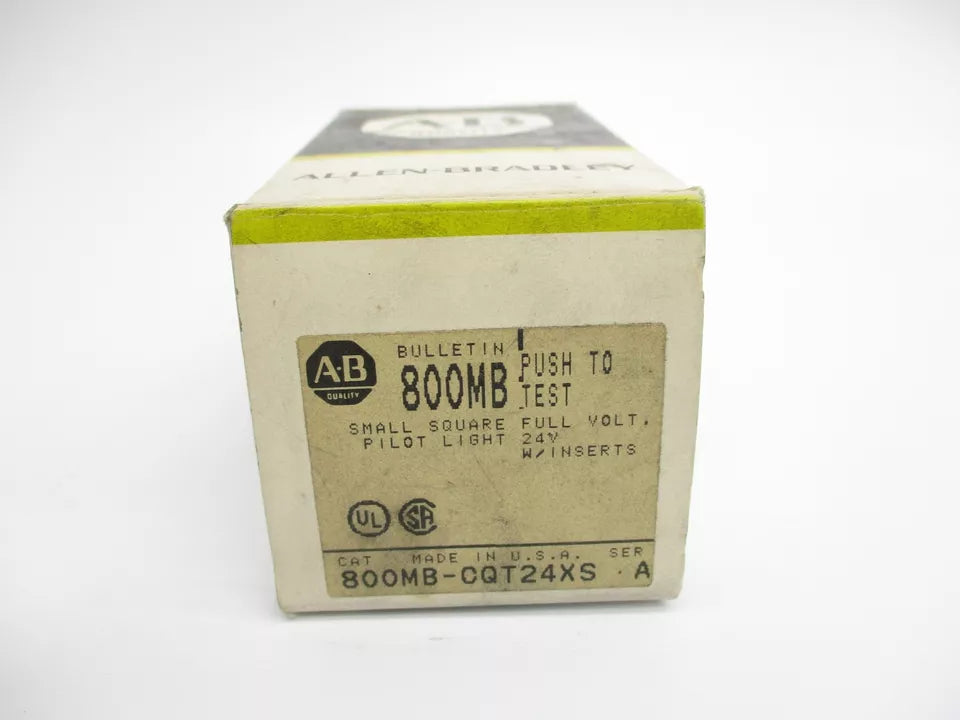 AB
ALLEN-BRADLEY
A-B
QUALITY
BULLETIN
800MB
PUSH TO
TEST
SMALL SQUARE FULL VOLT.
PILOT LIGHT 24V
W/INSERTS
UL
SA
CAT MADE IN U.S.A. SER
800MB-CQT24XS A